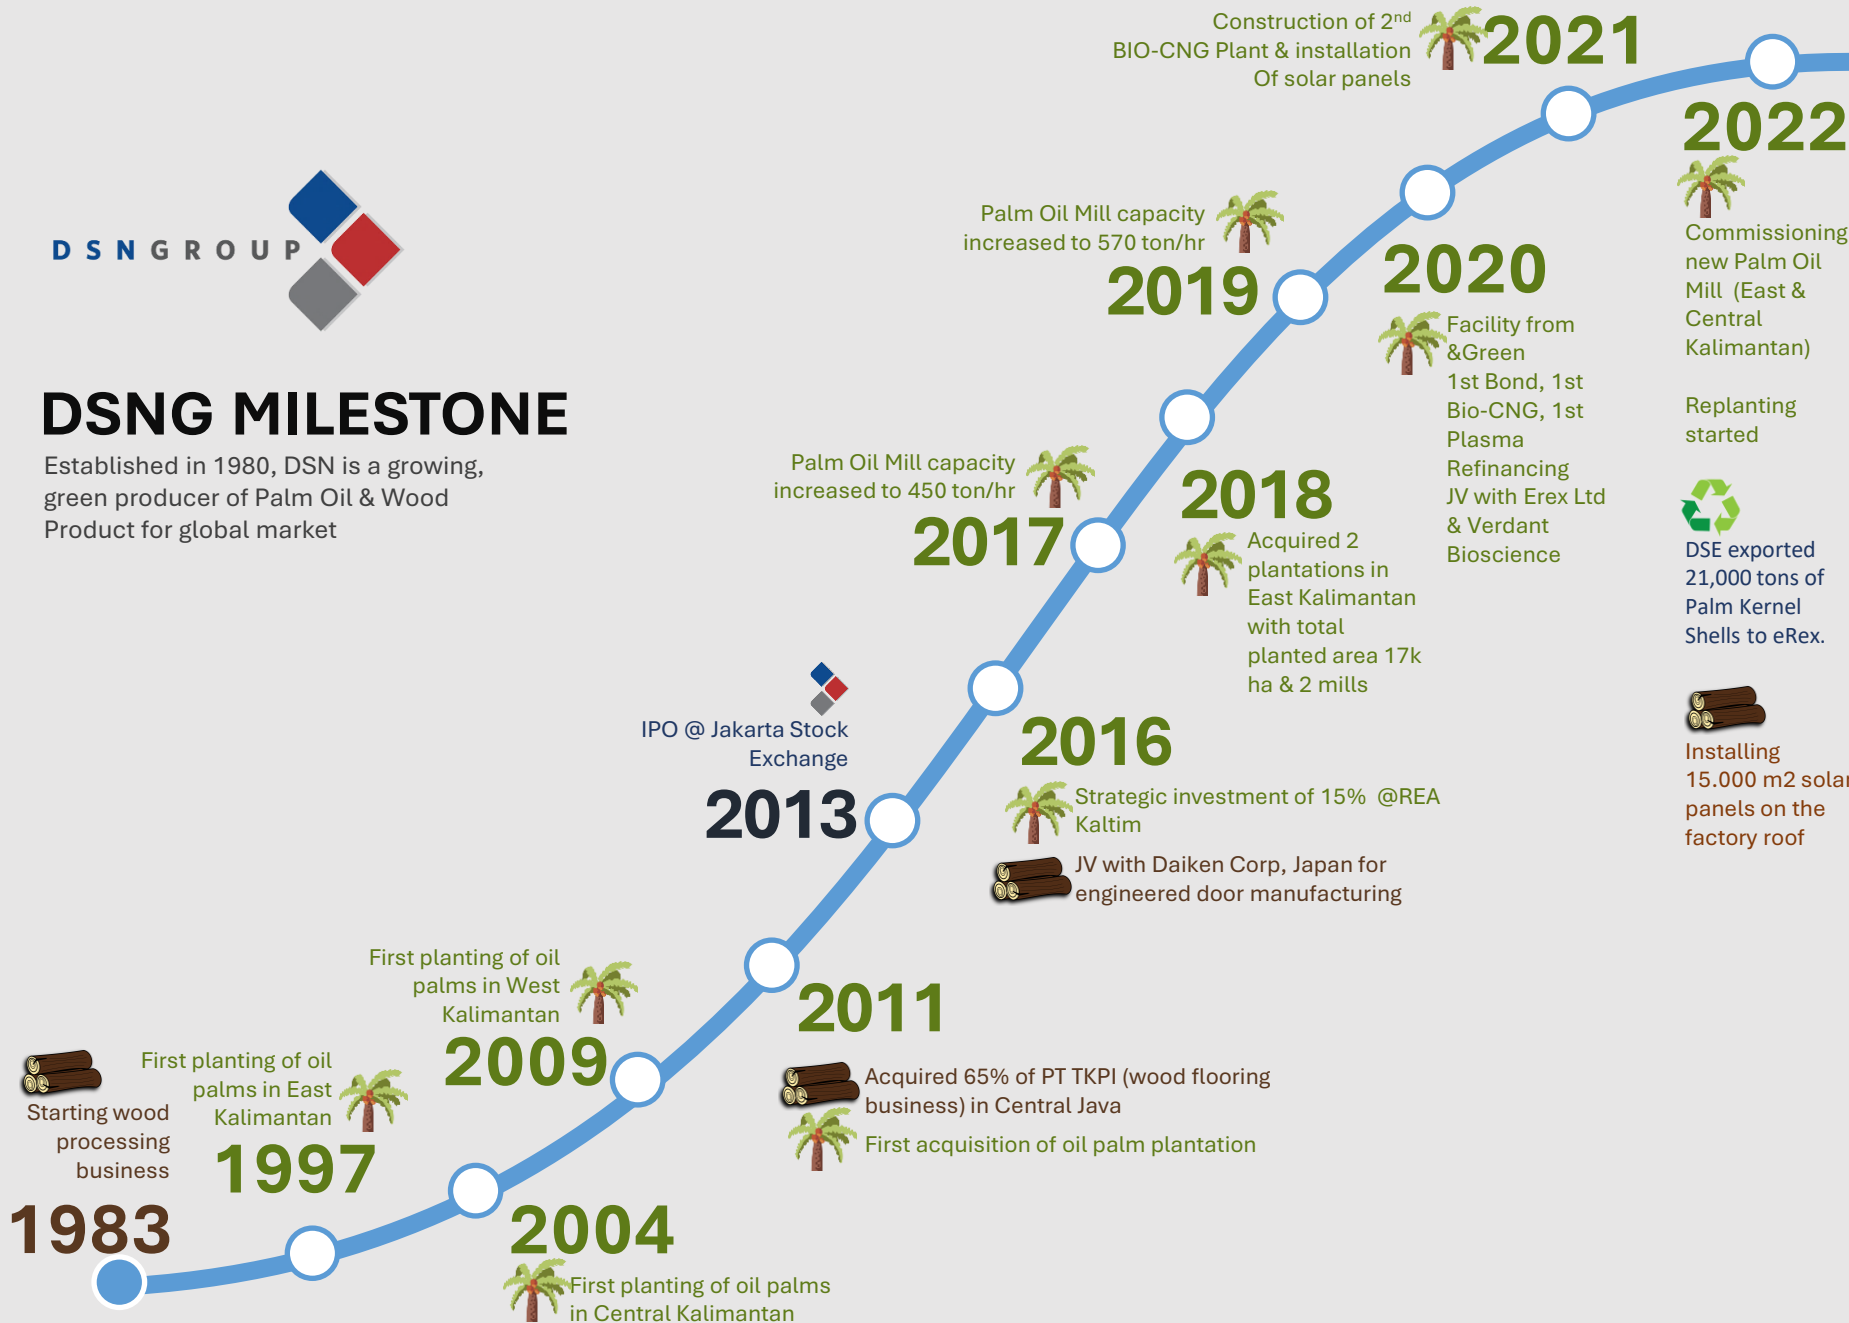 DSNGROUP
DSNG MILESTONE
Established in 1980, DSN is a growing,
green producer of Palm Oil & Wood
Product for global market
Starting wood
processing
business
1983
First planting of oil
palms in East
Kalimantan
1997
2004
First planting of oil palms
in Central Kalimantan
First planting of oil
palms in West
Kalimantan
2009
2011
Acquired 65% of PT TKPI (wood flooring
business) in Central Java
First acquisition of oil palm plantation
IPO @ Jakarta Stock
Exchange
2013
2016
Strategic investment of 15% @REA
Kaltim
JV with Daiken Corp, Japan for
engineered door manufacturing
Palm Oil Mill capacity
increased to 450 ton/hr
2017
2018
Acquired 2
plantations in
East Kalimantan
with total
planted area 17k
ha & 2 mills
Palm Oil Mill capacity
increased to 570 ton/hr
2019
2020
Facility from
&Green
1st Bond, 1st
Bio-CNG, 1st
Plasma
Refinancing
JV with Erex Ltd
& Verdant
Bioscience
Construction of 2nd
BIO-CNG Plant & installation
Of solar panels
2021
2022
Commissioning
new Palm Oil
Mill (East &
Central
Kalimantan)
Replanting
started
DSE exported
21,000 tons of
Palm Kernel
Shells to eRex.
Installing
15.000 m2 solar
panels on the
factory roof